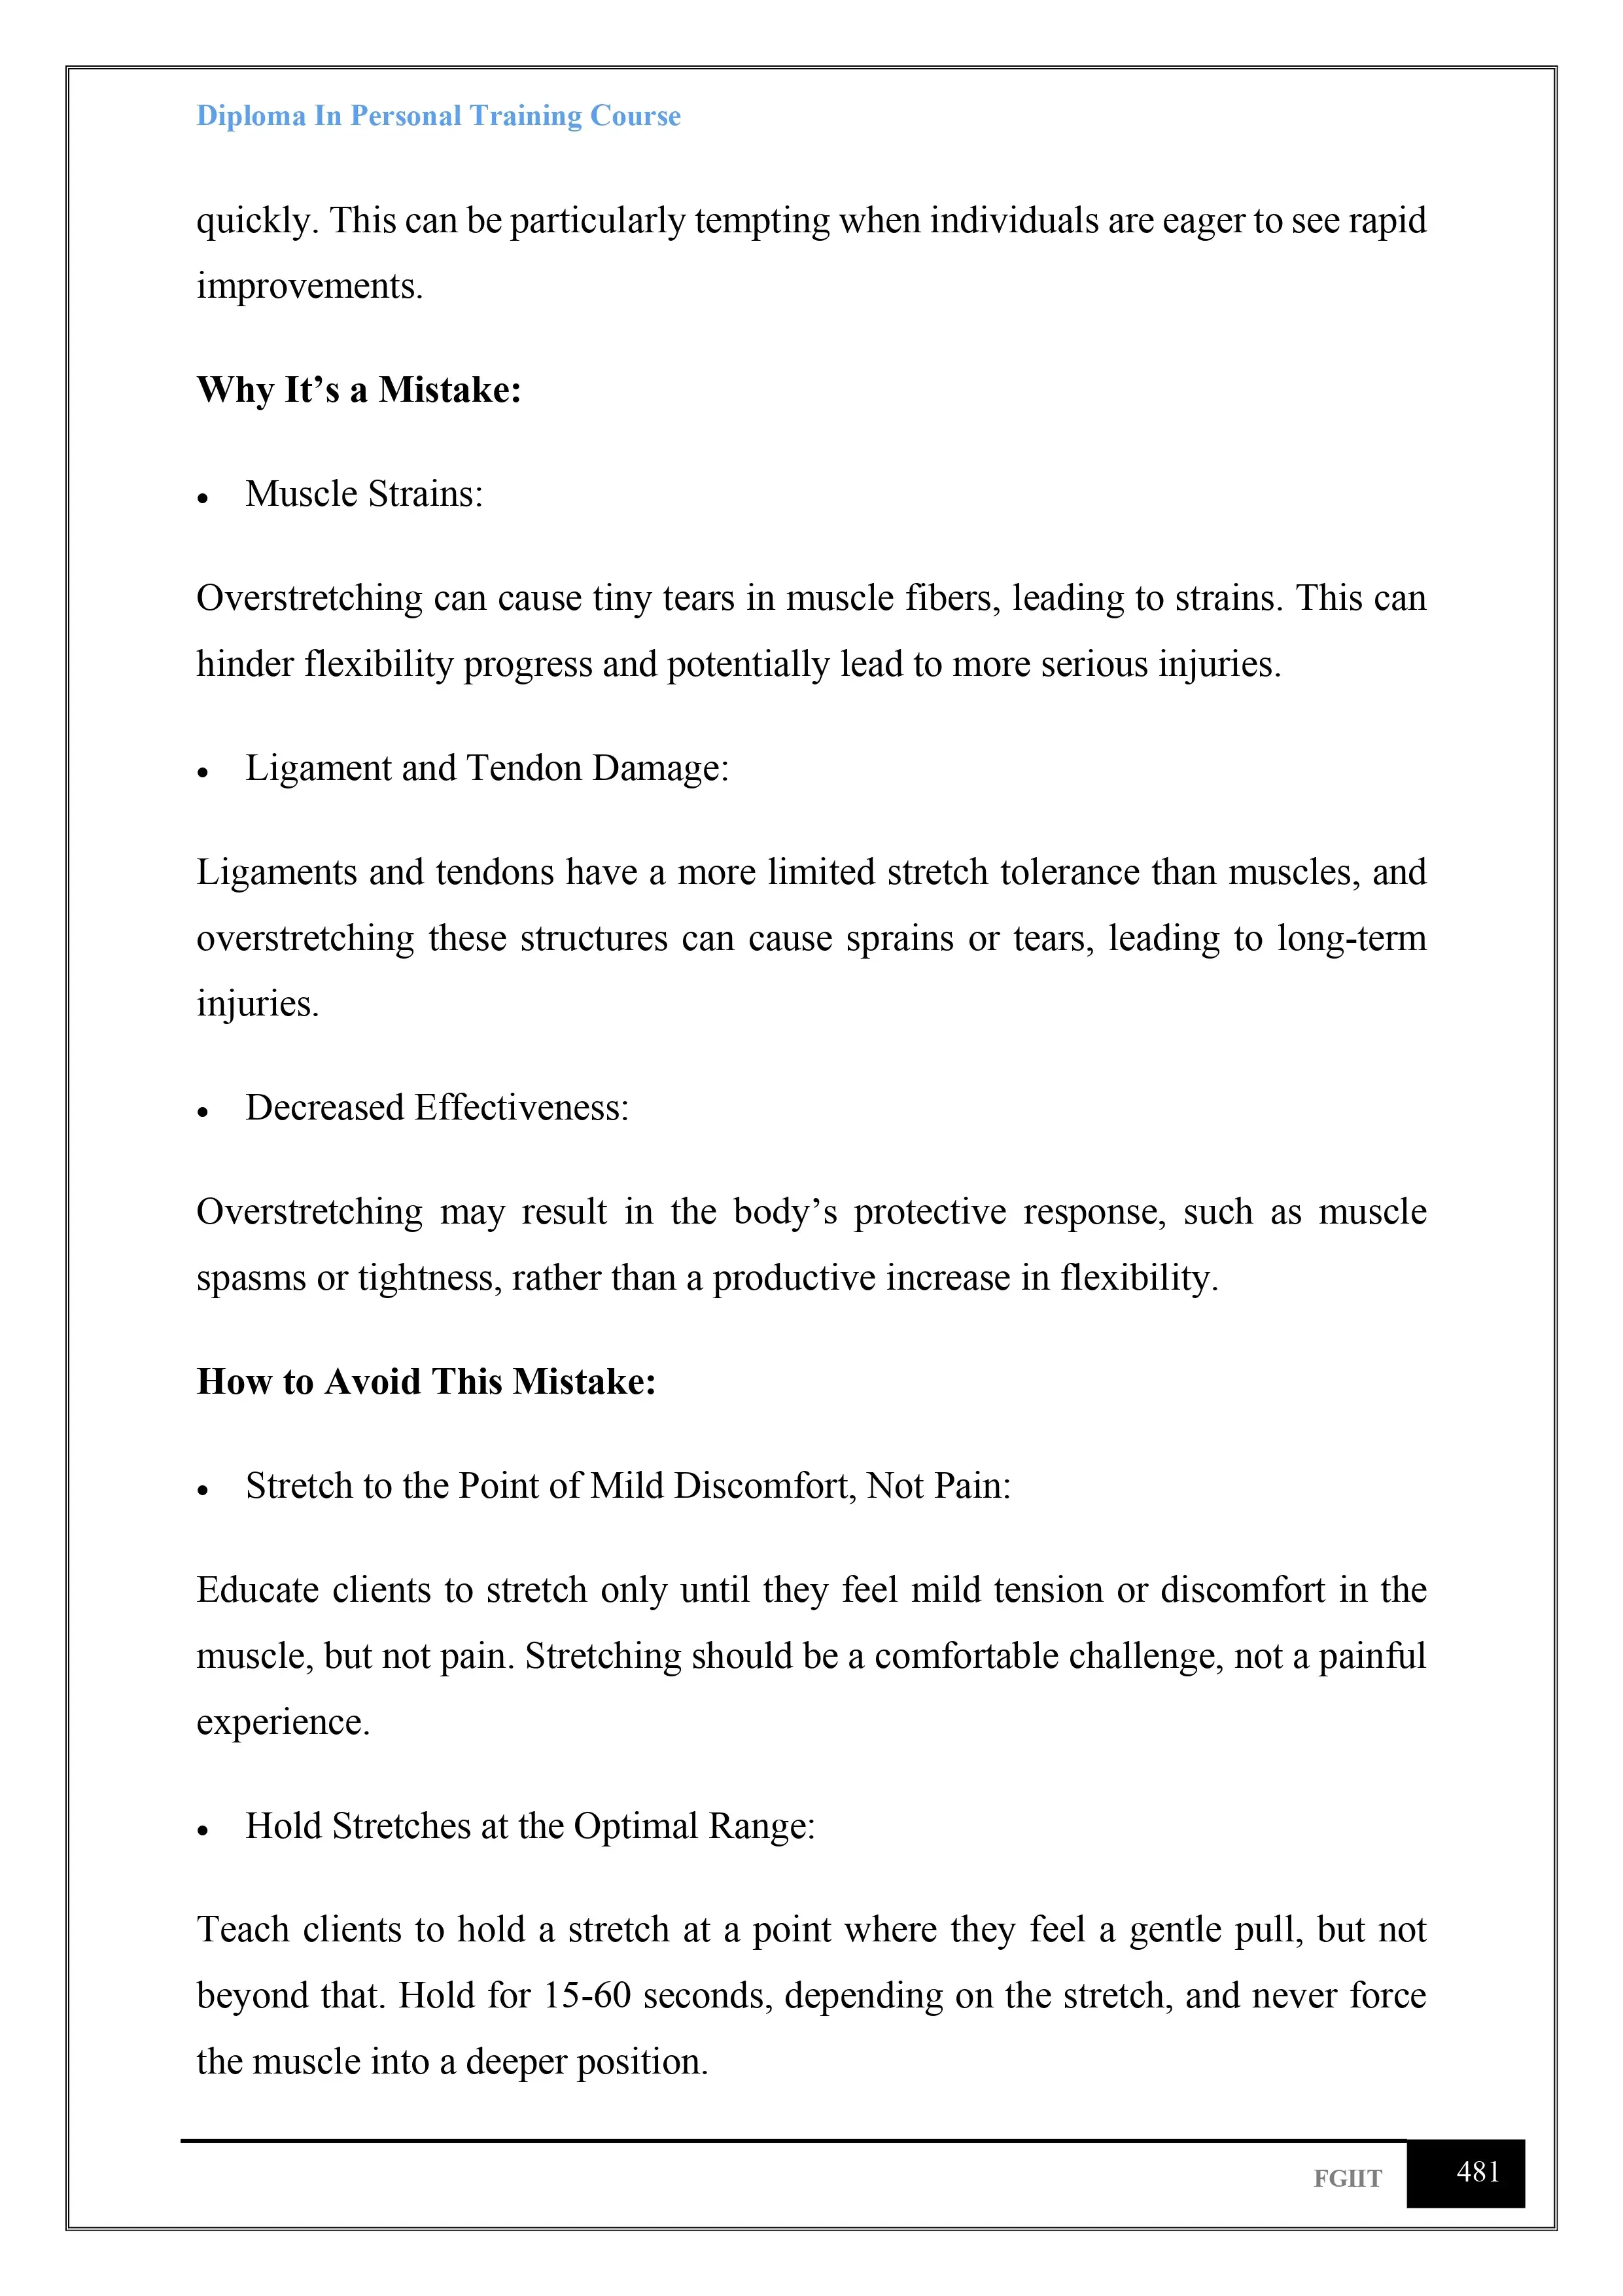 Diploma In Personal Training Course
quickly. This can be particularly tempting when individuals are eager to see rapid
improvements.
Why It’s a Mistake:
• Muscle Strains:
Overstretching can cause tiny tears in muscle fibers, leading to strains. This can
hinder flexibility progress and potentially lead to more serious injuries.
• Ligament and Tendon Damage:
Ligaments and tendons have a more limited stretch tolerance than muscles, and
overstretching these structures can cause sprains or tears, leading to long-term
injuries.
• Decreased Effectiveness:
Overstretching may result in the body’s protective response, such as muscle
spasms or tightness, rather than a productive increase in flexibility.
How to Avoid This Mistake:
• Stretch to the Point of Mild Discomfort, Not Pain:
Educate clients to stretch only until they feel mild tension or discomfort in the
muscle, but not pain. Stretching should be a comfortable challenge, not a painful
experience.
• Hold Stretches at the Optimal Range:
Teach clients to hold a stretch at a point where they feel a gentle pull, but not
beyond that. Hold for 15-60 seconds, depending on the stretch, and never force
the muscle into a deeper position.
FGIIT 481